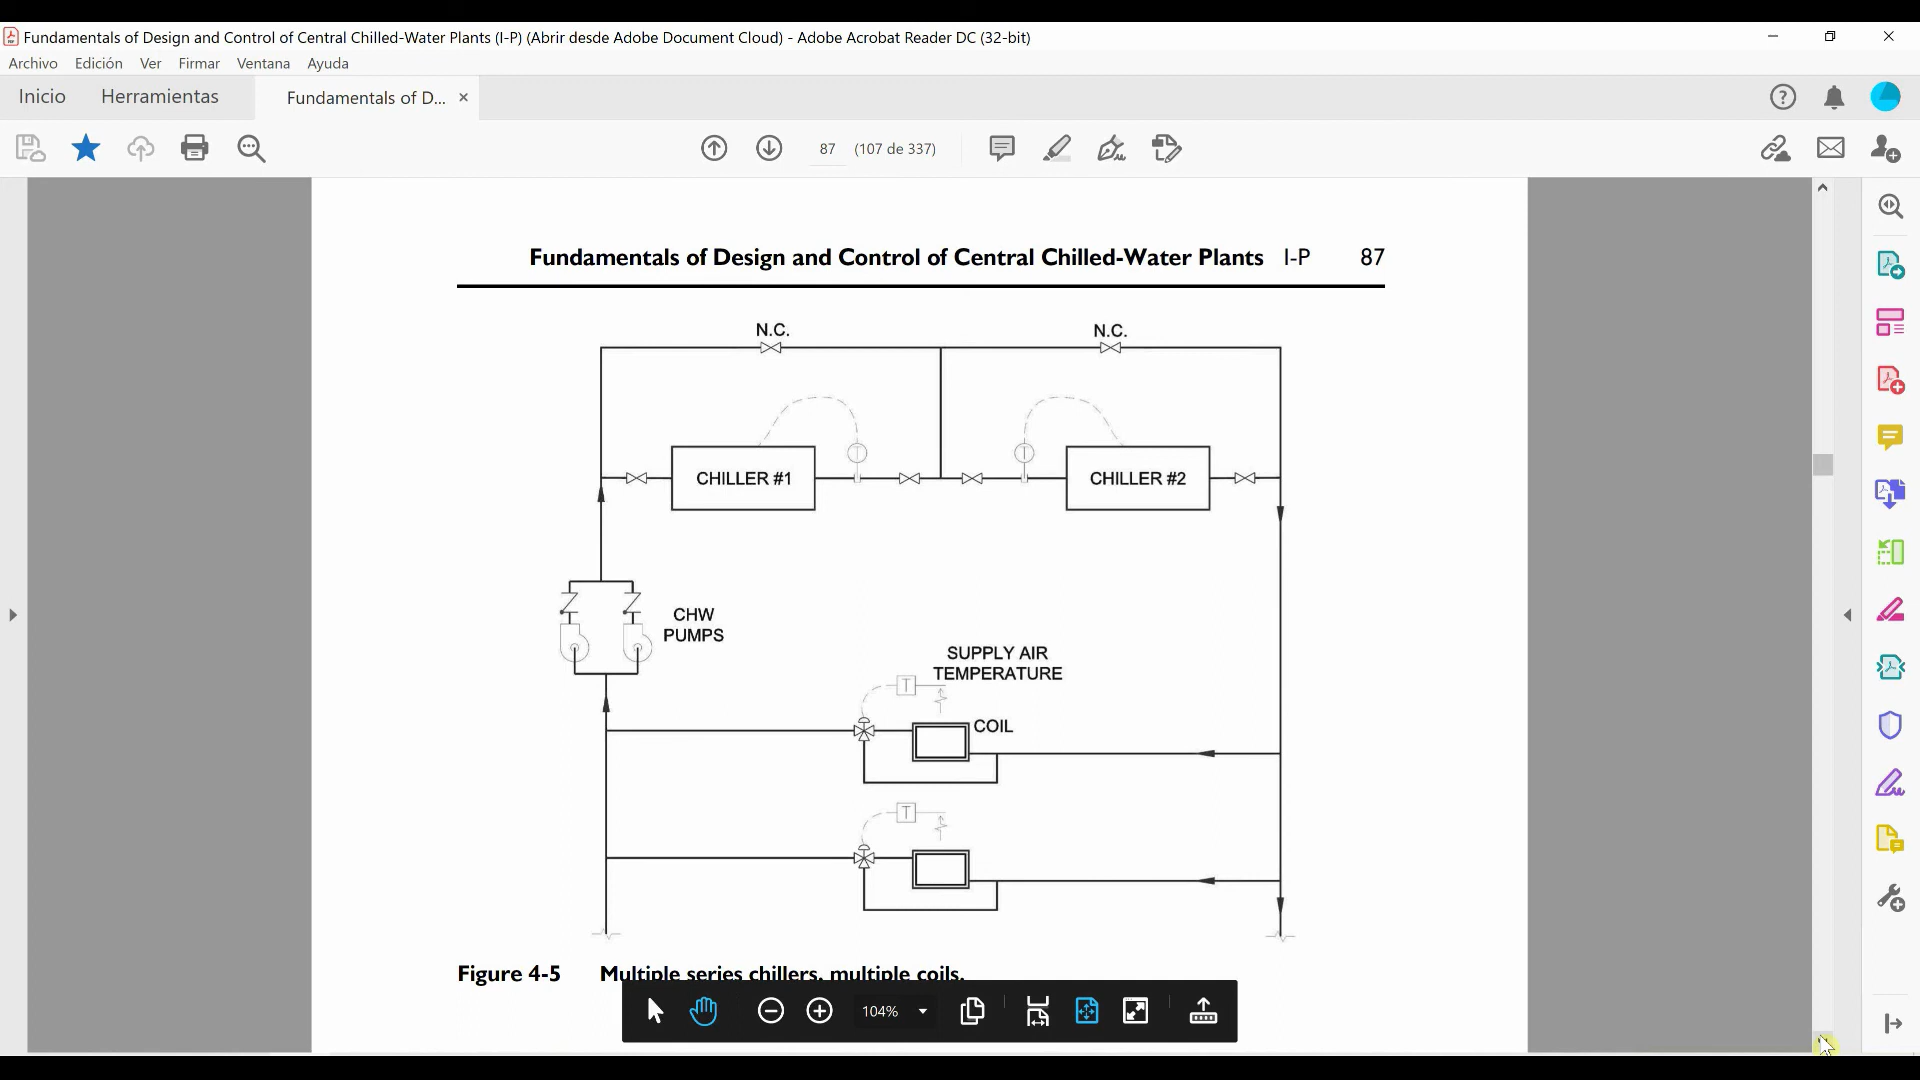 Fundamentals of Design and Control of Central Chilled-Water Plants (I-P) (Abrir desde Adobe Document Cloud) - Adobe Acrobat Reader DC (32-bit)
Archivo Edición Ver Firmar Ventana Ayuda
Inicio Herramientas Fundamentals of D...
87 (107 de 337)
Fundamentals of Design and Control of Central Chilled-Water Plants I-P 87
N.C. N.C.
T T
CHILLER #1 CHILLER #2
CHW
PUMPS
SUPPLY AIR
TEMPERATURE
T
COIL
T
Figure 4-5 Multiple series chillers, multiple coils.
104%